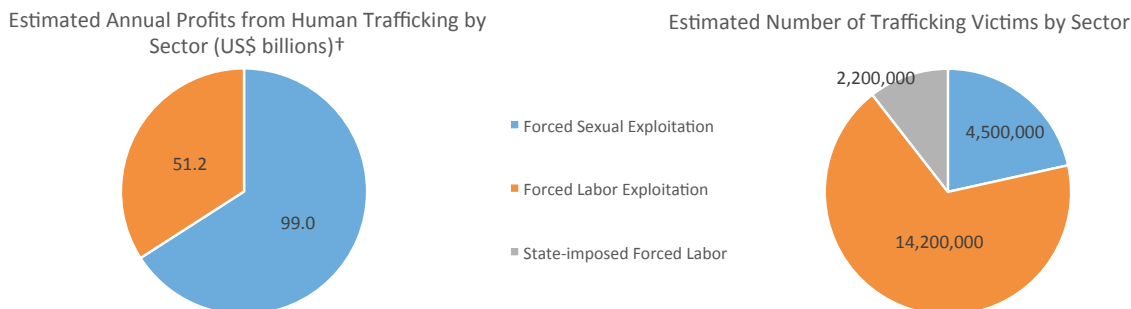 Estimated Annual Profits from Human Trafficking by
Sector (US$ billions)†
51.2
99.0
Forced Sexual Exploitation
Forced Labor Exploitation
State-imposed Forced Labor
Estimated Number of Trafficking Victims by Sector
2,200,000
4,500,000
14,200,000